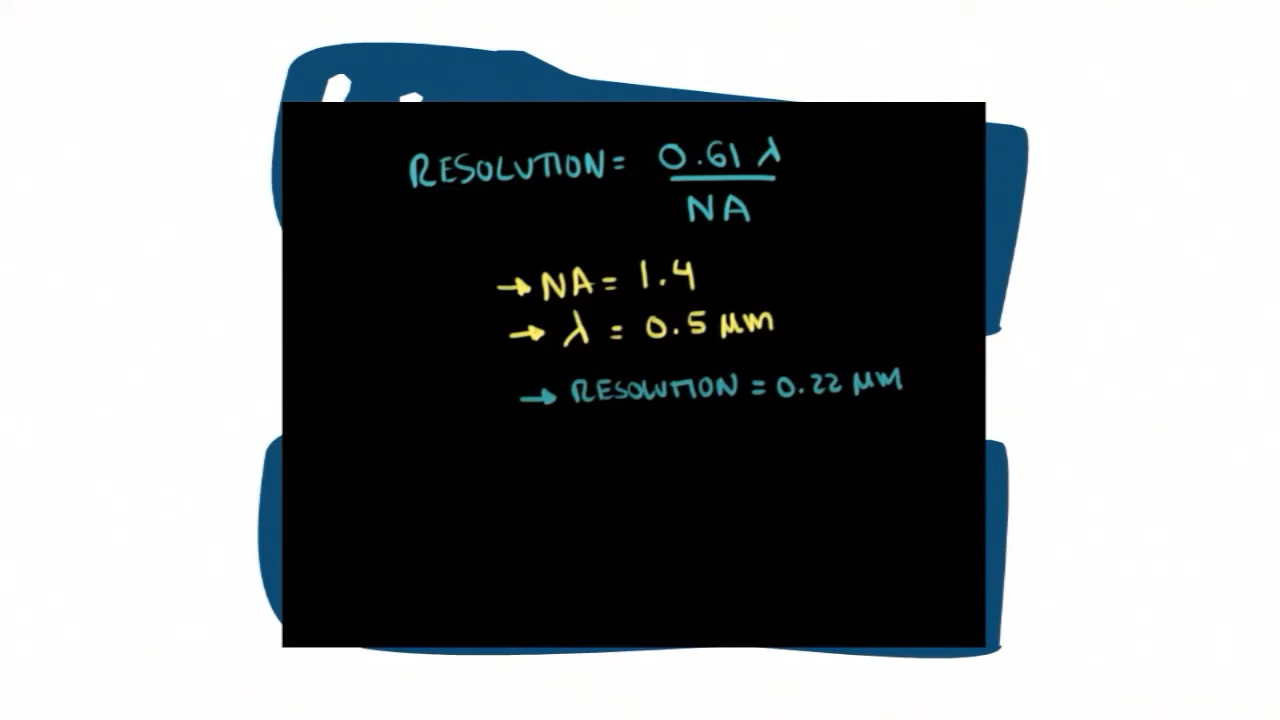 RESOLUTION = 0.61 λ
NA
→ NA = 1.4
→ λ = 0.5 μm
→ RESOLUTION = 0.22 μm